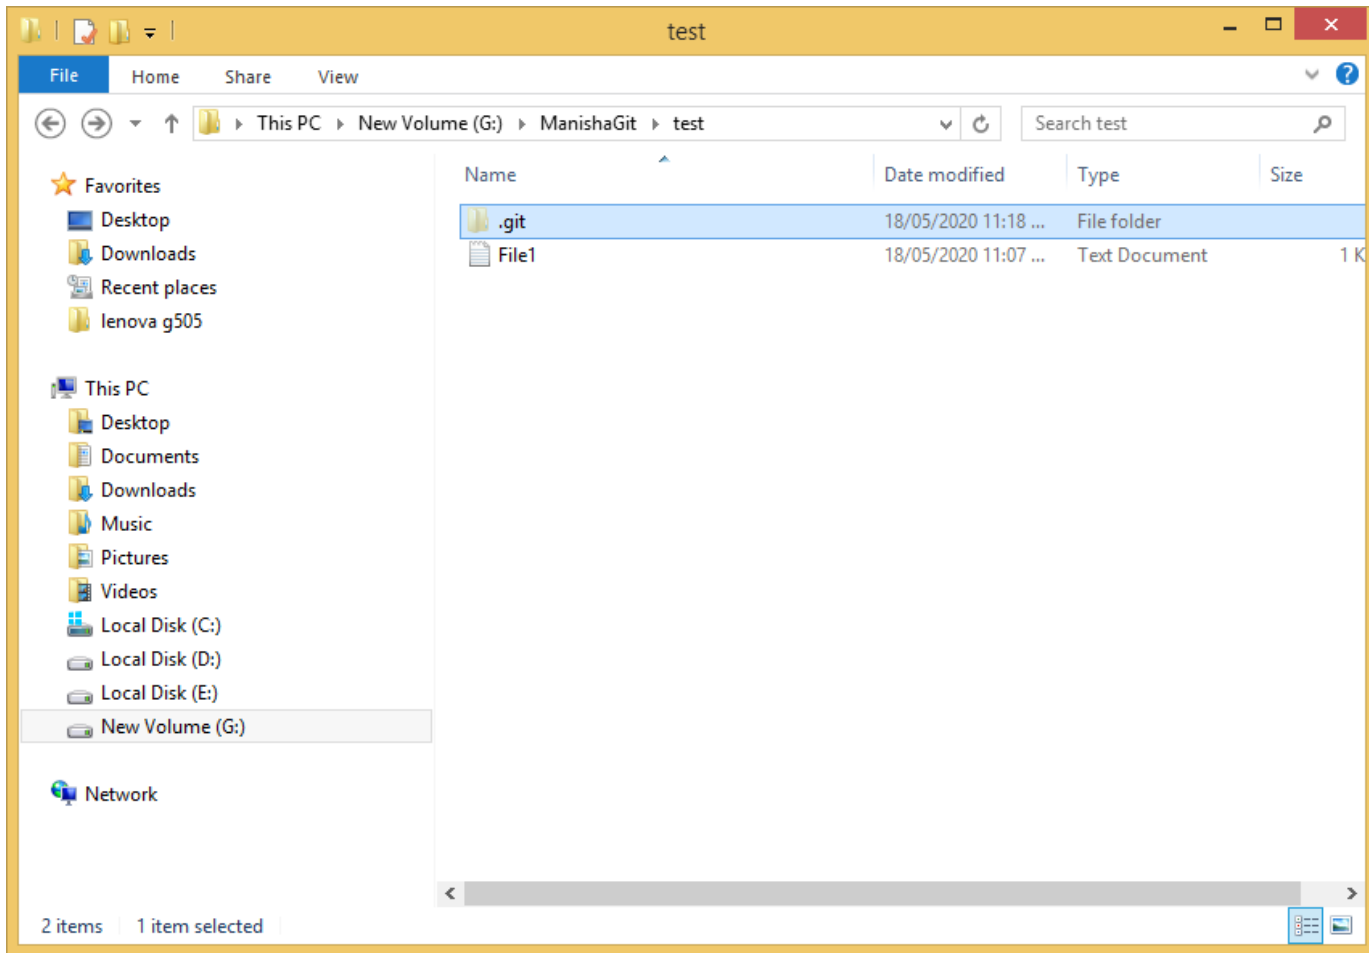 test
File Home Share View
This PC New Volume (G:) ManishaGit test Search test
Name Date modified Type Size
.git 18/05/2020 11:18 ... File folder
File1 18/05/2020 11:07 ... Text Document 1 K
Favorites
Desktop
Downloads
Recent places
lenova g505
This PC
Desktop
Documents
Downloads
Music
Pictures
Videos
Local Disk (C:)
Local Disk (D:)
Local Disk (E:)
New Volume (G:)
Network
2 items 1 item selected